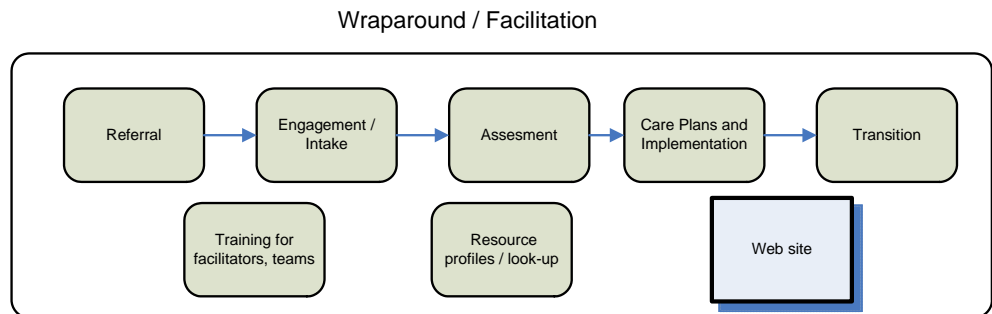 Wraparound / Facilitation
Referral
Engagement /
Intake
Assesment
Care Plans and
Implementation
Transition
Training for
facilitators, teams
Resource
profiles / look-up
Web site